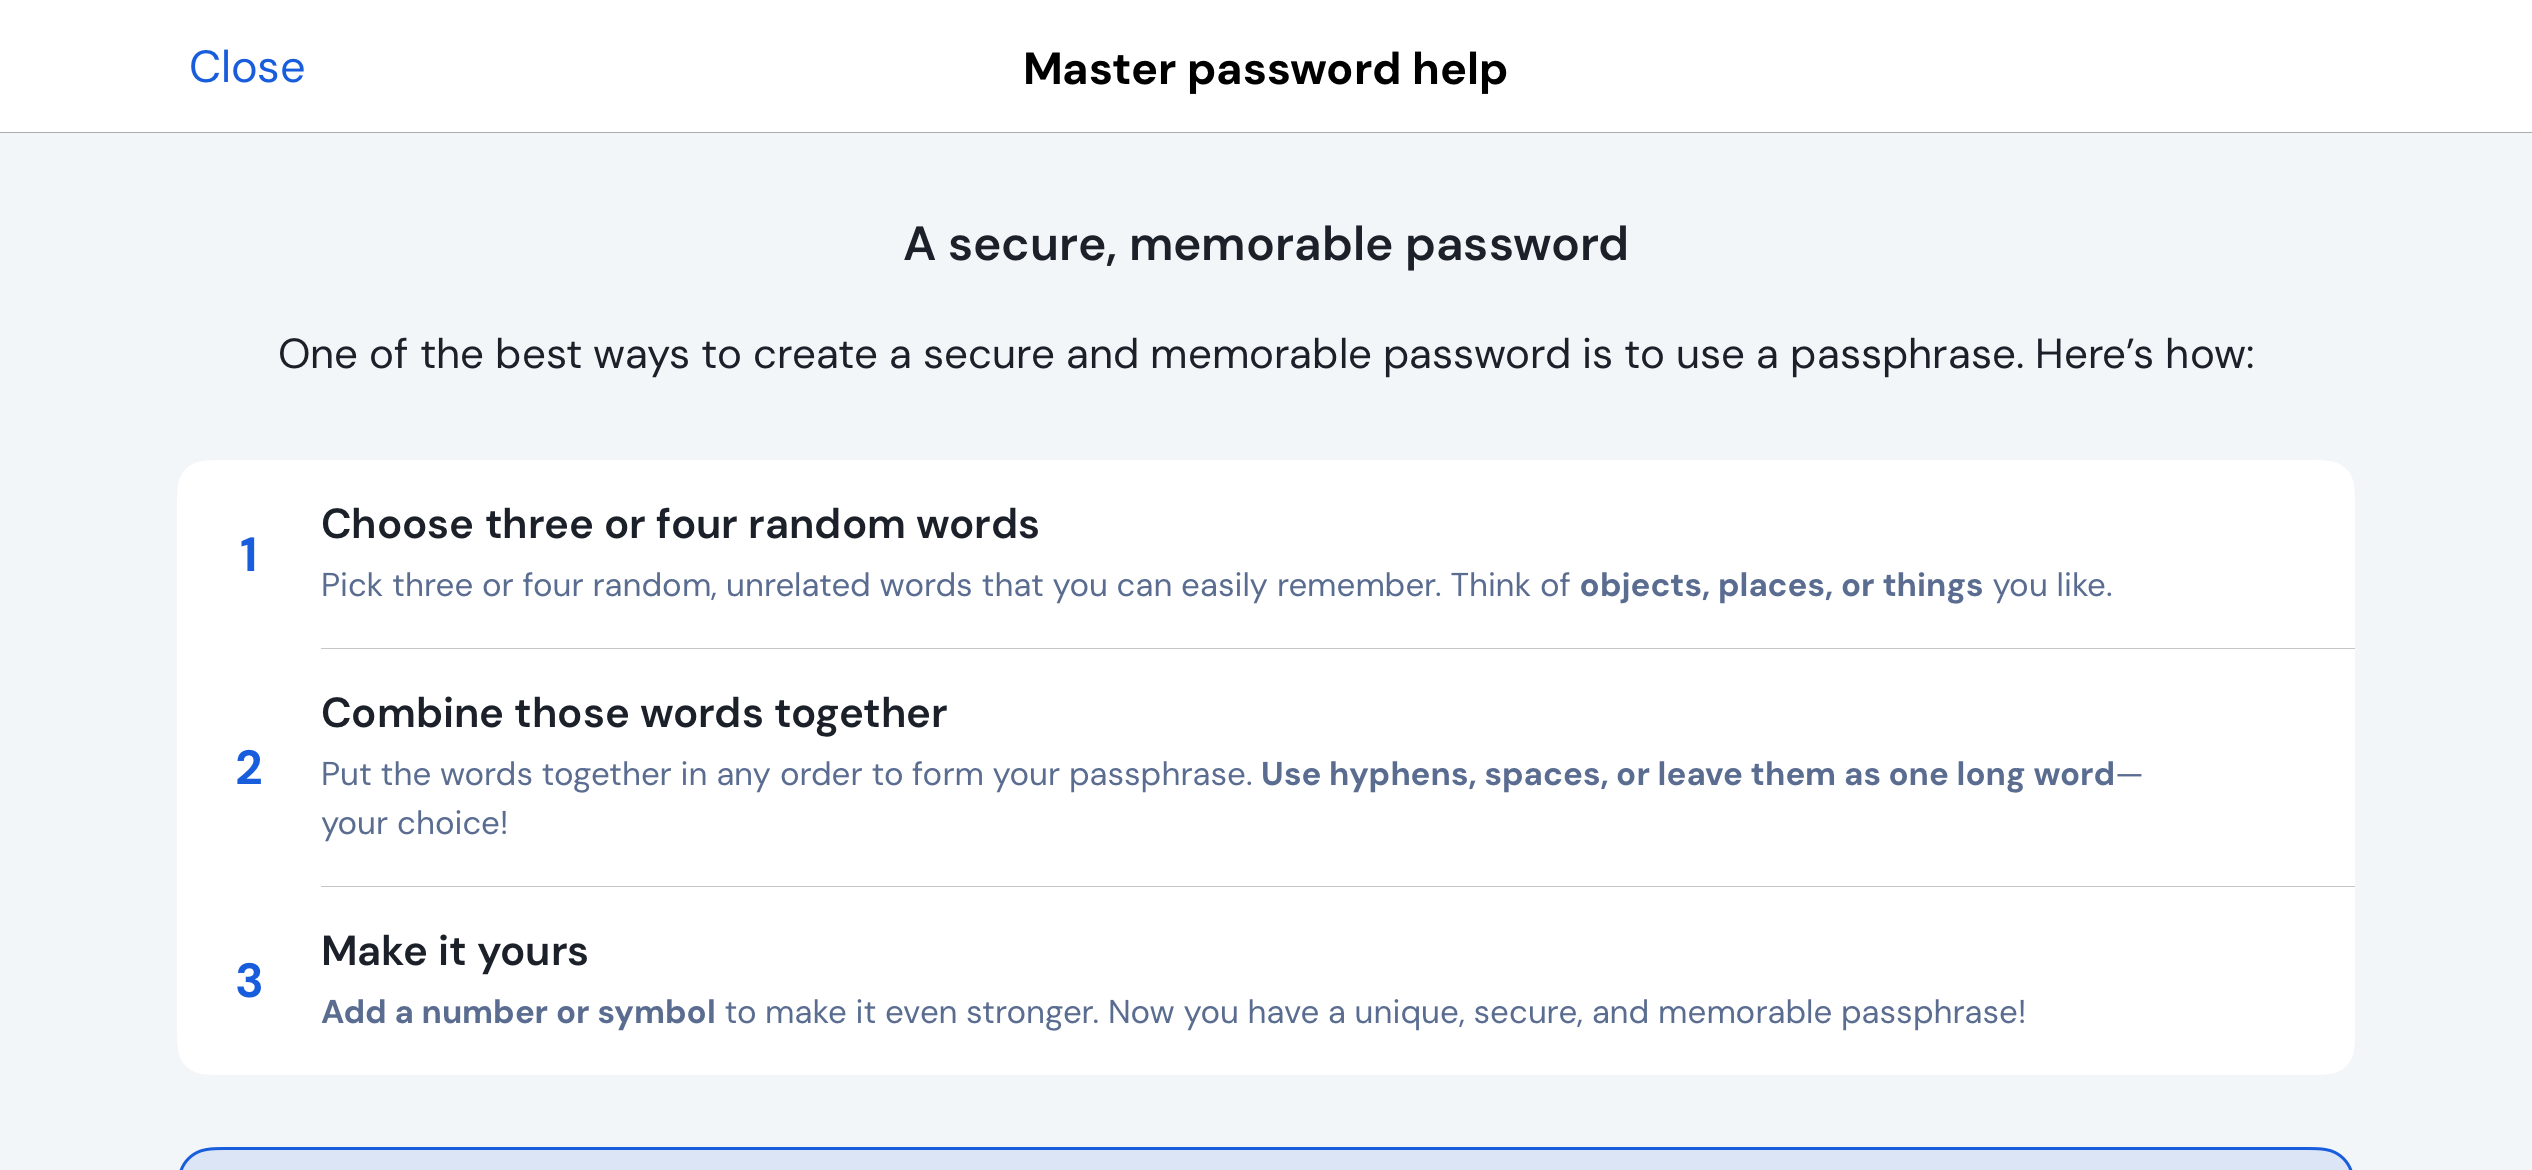 Close
Master password help
A secure, memorable password
One of the best ways to create a secure and memorable password is to use a passphrase. Here’s how:
1
Choose three or four random words
Pick three or four random, unrelated words that you can easily remember. Think of objects, places, or things you like.
2
Combine those words together
Put the words together in any order to form your passphrase. Use hyphens, spaces, or leave them as one long word—
your choice!
3
Make it yours
Add a number or symbol to make it even stronger. Now you have a unique, secure, and memorable passphrase!